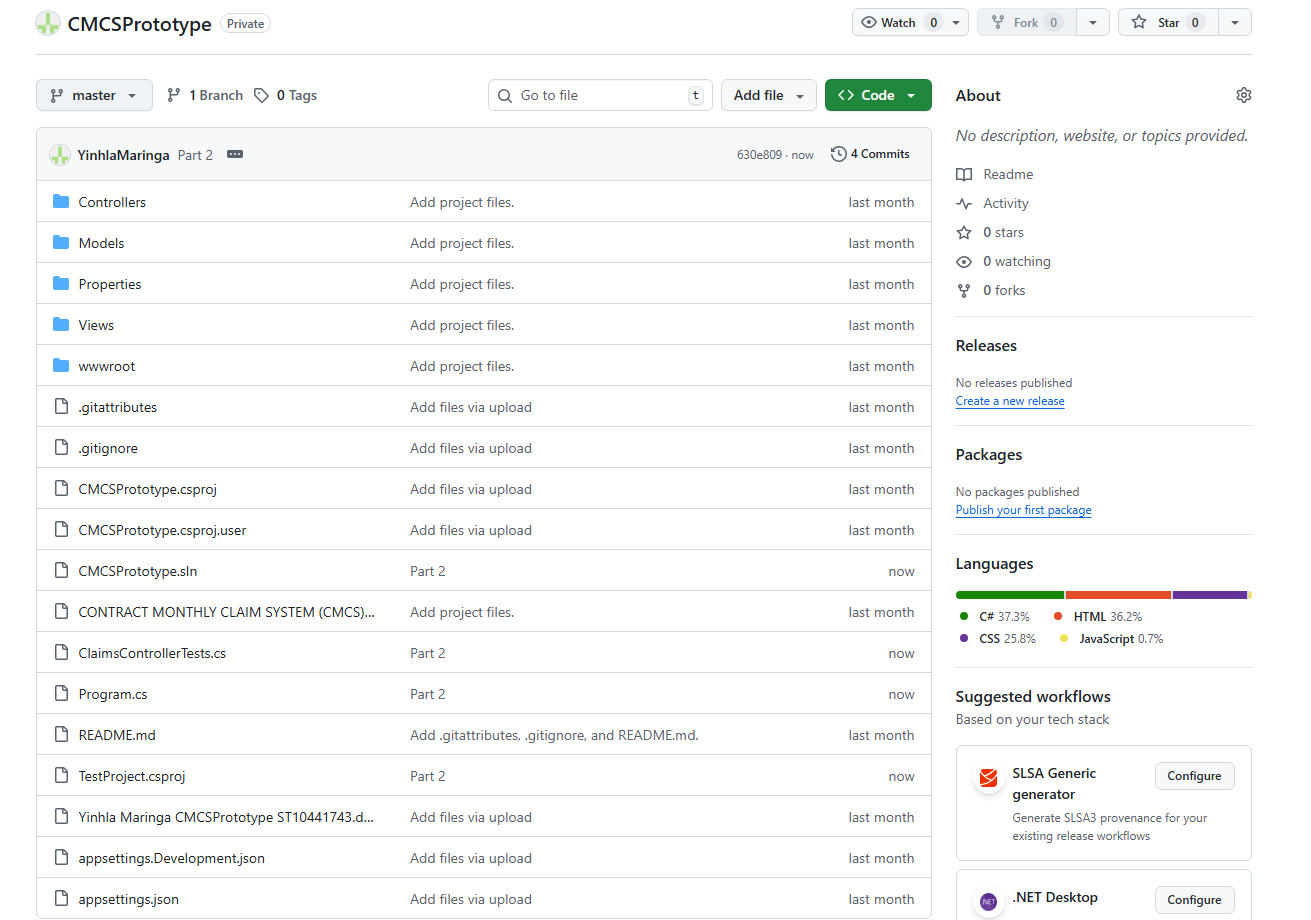 CMCSPrototype Private
Watch 0 Fork 0 Star 0
master 1 Branch 0 Tags
Go to file t Add file Code
YinhlaMaringa Part 2 630e809 · now 4 Commits
Controllers Add project files. last month
Models Add project files. last month
Properties Add project files. last month
Views Add project files. last month
wwwroot Add project files. last month
.gitattributes Add files via upload last month
.gitignore Add files via upload last month
CMCSPrototype.csproj Add files via upload last month
CMCSPrototype.csproj.user Add files via upload last month
CMCSPrototype.sln Part 2 now
CONTRACT MONTHLY CLAIM SYSTEM (CMCS)... Add project files. last month
ClaimsControllerTests.cs Part 2 now
Program.cs Part 2 now
README.md Add .gitattributes, .gitignore, and README.md. last month
TestProject.csproj Part 2 now
Yinhla Maringa CMCSPrototype ST10441743.d... Add files via upload last month
appsettings.Development.json Add files via upload last month
appsettings.json Add files via upload last month
About
No description, website, or topics provided.
Readme
Activity
0 stars
0 watching
0 forks
Releases
No releases published
Create a new release
Packages
No packages published
Publish your first package
Languages
C# 37.3% HTML 36.2%
CSS 25.8% JavaScript 0.7%
Suggested workflows
Based on your tech stack
SLSA Generic
generator
Configure
Generate SLSA3 provenance for your
existing release workflows
.NET
.NET Desktop
Configure